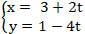 x = 3 + 2t
y = 1 − 4t